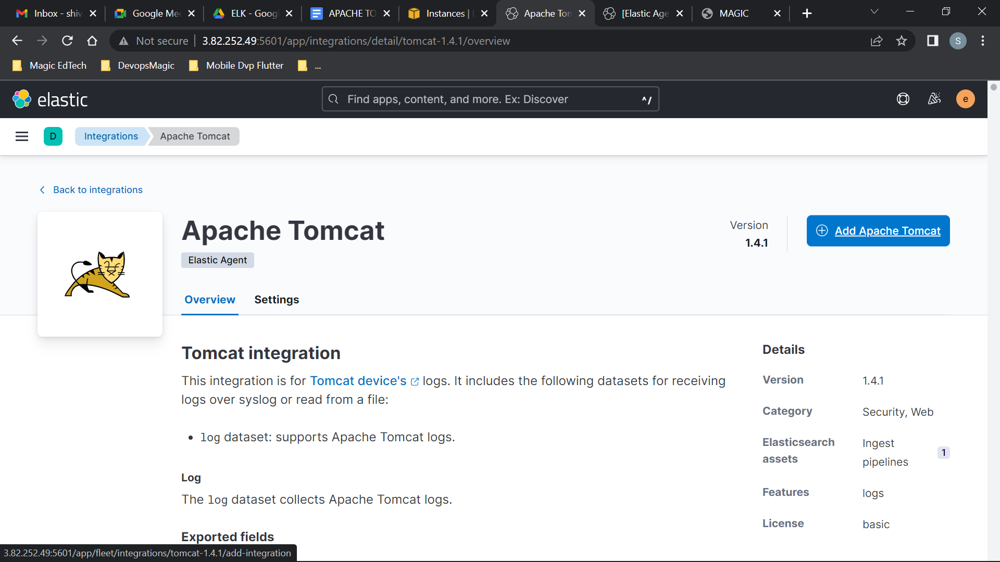 Inbox - shiv
Google Mee
ELK - Goog
APACHE TO
Instances |
Apache Tom
[Elastic Age
MAGIC
Not secure
3.82.252.49:5601/app/integrations/detail/tomcat-1.4.1/overview
S
Magic EdTech
DevopsMagic
Mobile Dvp Flutter
...
elastic
Find apps, content, and more. Ex: Discover
^/
e
D
Integrations
Apache Tomcat
Back to integrations
Apache Tomcat
Elastic Agent
Version
1.4.1
Add Apache Tomcat
Overview
Settings
Tomcat integration
This integration is for Tomcat device's logs. It includes the following datasets for receiving
logs over syslog or read from a file:
• log dataset: supports Apache Tomcat logs.
Log
The log dataset collects Apache Tomcat logs.
Exported fields
Details
Version 1.4.1
Category Security, Web
Elasticsearch
assets
Ingest
pipelines
1
Features logs
License basic
3.82.252.49:5601/app/fleet/integrations/tomcat-1.4.1/add-integration